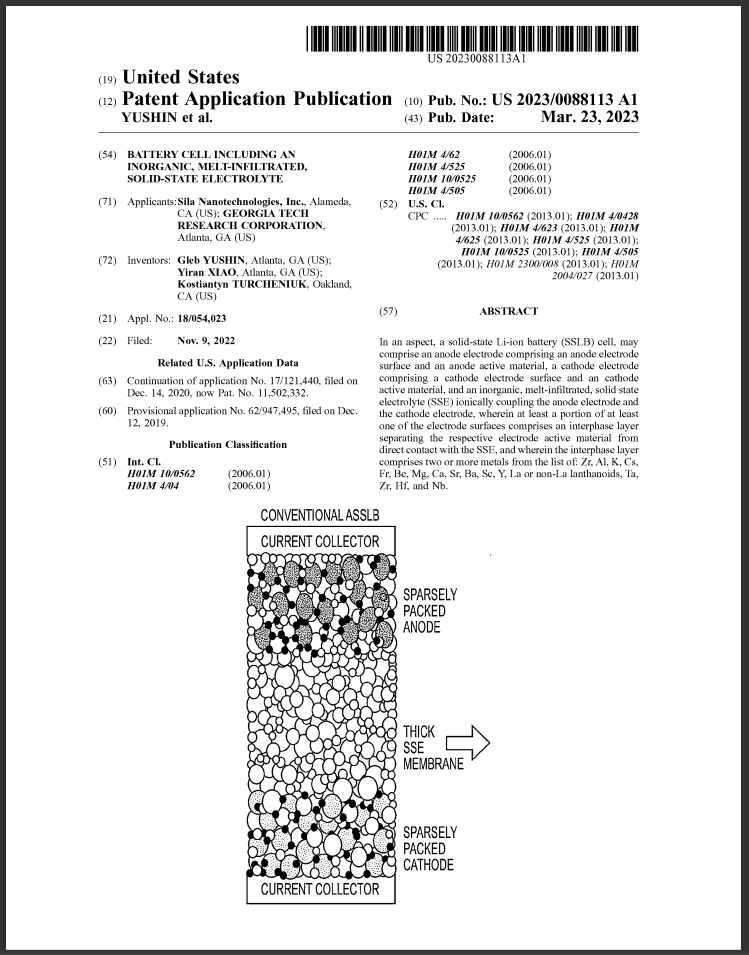 US 20230088113A1
(19) United States
(12) Patent Application Publication
YUSHIN et al.
(10) Pub. No.: US 2023/0088113 A1
(43) Pub. Date: Mar. 23, 2023
(54) BATTERY CELL INCLUDING AN
INORGANIC, MELT-INFILTRATED,
SOLID-STATE ELECTROLYTE
(71) Applicants:Sila Nanotechnologies, Inc., Alameda,
CA (US); GEORGIA TECH
RESEARCH CORPORATION,
Atlanta, GA (US)
(72) Inventors: Gleb YUSHIN, Atlanta, GA (US);
Yiran XIAO, Atlanta, GA (US);
Kostiantyn TURCHENIUK, Oakland,
CA (US)
(21) Appl. No.: 18/054,023
(22) Filed: Nov. 9, 2022
Related U.S. Application Data
(63) Continuation of application No. 17/121,440, filed on
Dec. 14, 2020, now Pat. No. 11,502,332.
(60) Provisional application No. 62/947,495, filed on Dec.
12, 2019.
Publication Classification
(51) Int. Cl.
H01M 10/0562 (2006.01)
H01M 4/04 (2006.01)
H01M 4/62 (2006.01)
H01M 4/525 (2006.01)
H01M 10/0525 (2006.01)
H01M 4/505 (2006.01)
(52) U.S. Cl.
CPC ..... H01M 10/0562 (2013.01); H01M 4/0428
(2013.01); H01M 4/623 (2013.01); H01M
4/625 (2013.01); H01M 4/525 (2013.01);
H01M 10/0525 (2013.01); H01M 4/505
(2013.01); H01M 2300/008 (2013.01); H01M
2004/027 (2013.01)
(57) ABSTRACT
In an aspect, a solid-state Li-ion battery (SSLB) cell, may
comprise an anode electrode comprising an anode electrode
surface and an anode active material, a cathode electrode
comprising a cathode electrode surface and an cathode
active material, and an inorganic, melt-infiltrated, solid state
electrolyte (SSE) ionically coupling the anode electrode and
the cathode electrode, wherein at least a portion of at least
one of the electrode surfaces comprises an interphase layer
separating the respective electrode active material from
direct contact with the SSE, and wherein the interphase layer
comprises two or more metals from the list of: Zr, Al, K, Cs,
Fr, Be, Mg, Ca, Sr, Ba, Sc, Y, La or non-La lanthanoids, Ta,
Zr, Hf, and Nb.
CONVENTIONAL ASSLB
CURRENT COLLECTOR
SPARSELY
PACKED
ANODE
THICK
SSE
MEMBRANE
SPARSELY
PACKED
CATHODE
CURRENT COLLECTOR